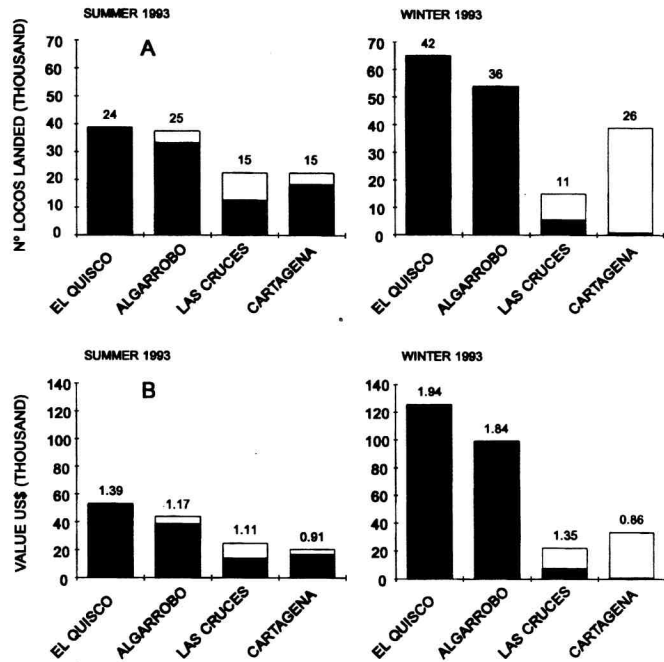 SUMMER 1993
A
Nº LOCOS LANDED (THOUSAND)
70
60
50
40
30
20
10
0
24
25
15
15
EL QUISCO
ALGARROBO
LAS CRUCES
CARTAGENA
WINTER 1993
70
60
50
40
30
20
10
0
42
36
11
26
EL QUISCO
ALGARROBO
LAS CRUCES
CARTAGENA
SUMMER 1993
B
VALUE US$ (THOUSAND)
140
120
100
80
60
40
20
0
1.39
1.17
1.11
0.91
EL QUISCO
ALGARROBO
LAS CRUCES
CARTAGENA
WINTER 1993
140
120
100
80
60
40
20
0
1.94
1.84
1.35
0.86
EL QUISCO
ALGARROBO
LAS CRUCES
CARTAGENA